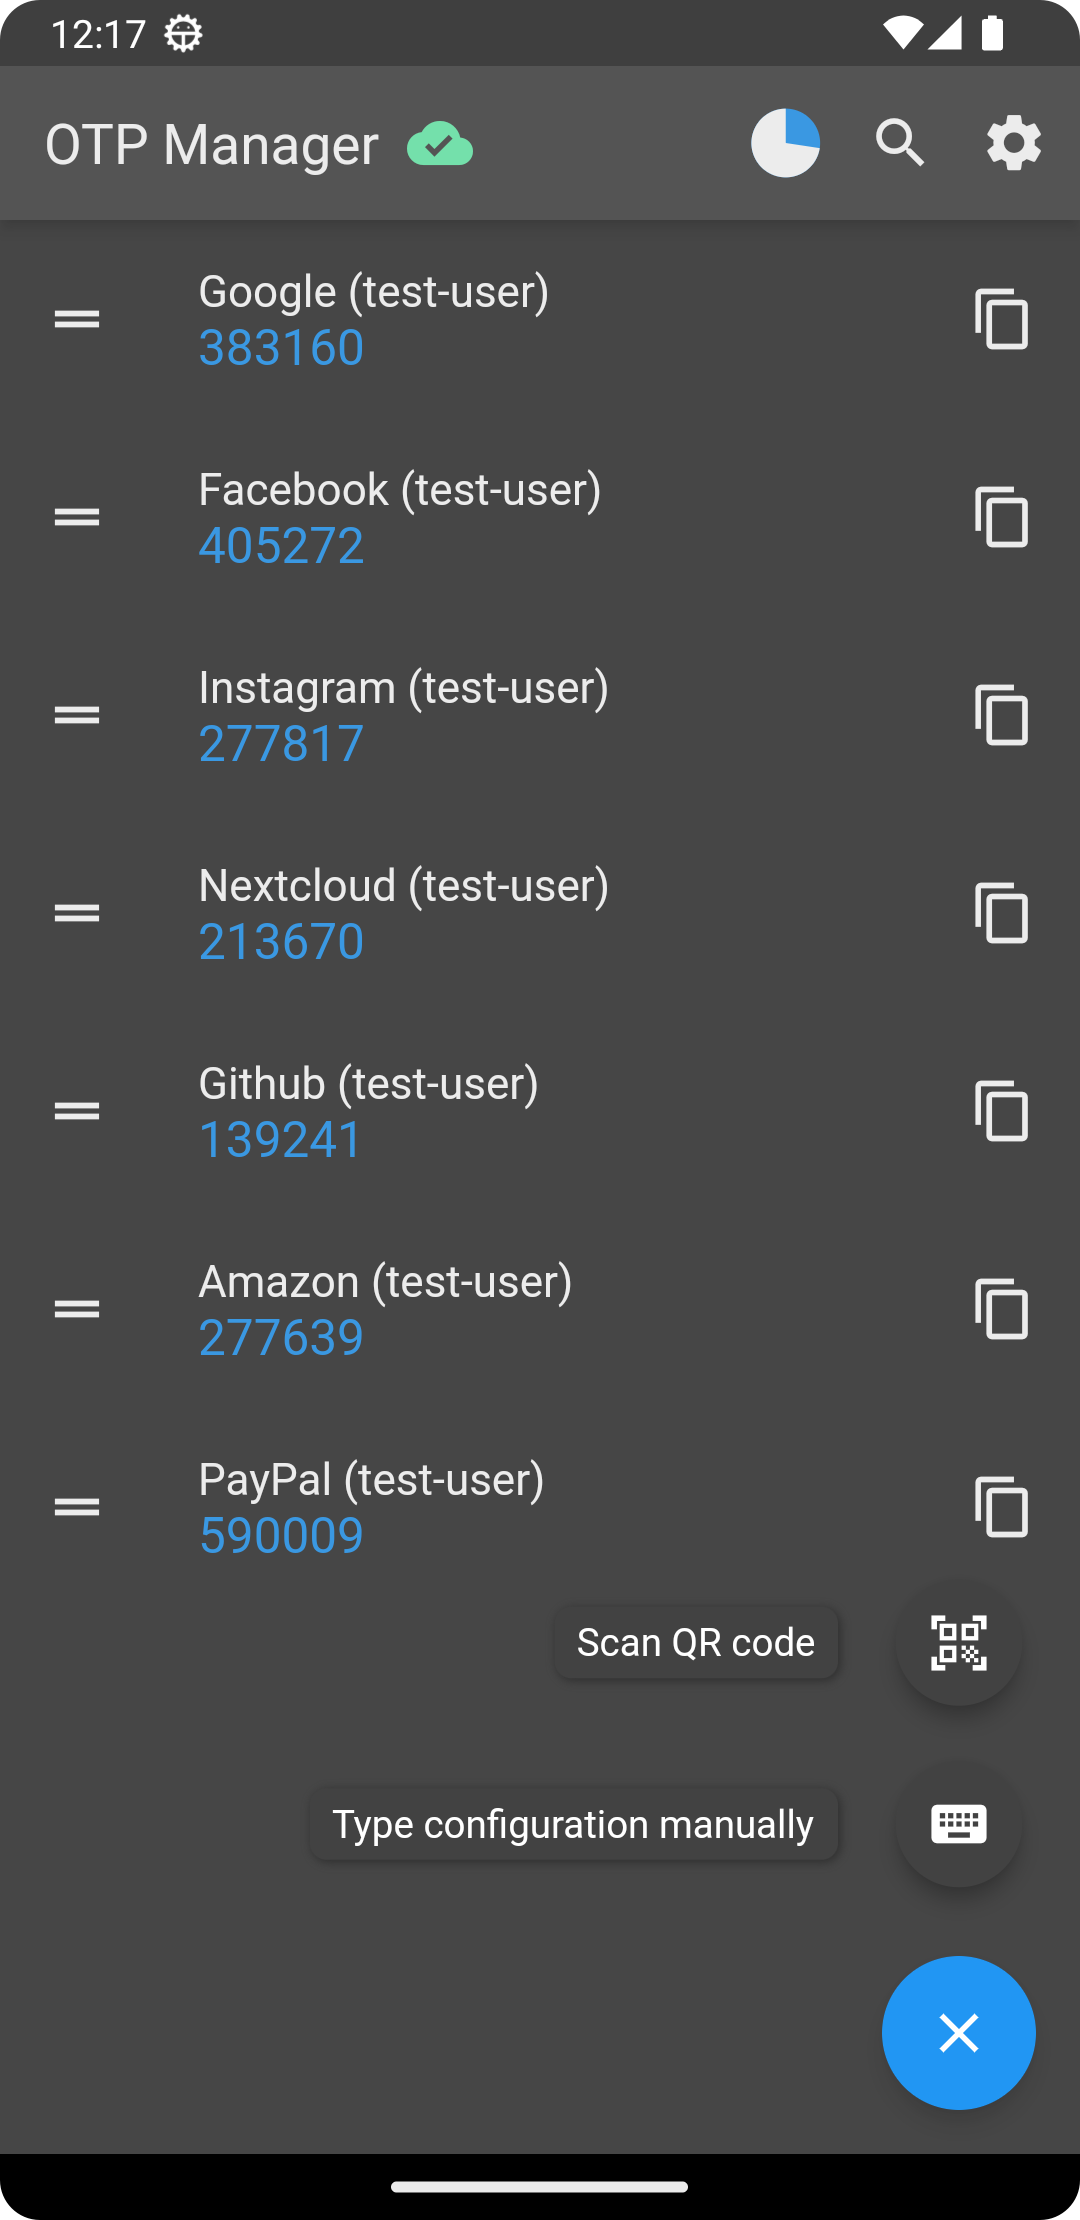 12:17
OTP Manager
Google (test-user)
383160
Facebook (test-user)
405272
Instagram (test-user)
277817
Nextcloud (test-user)
213670
Github (test-user)
139241
Amazon (test-user)
277639
PayPal (test-user)
590009
Scan QR code
Type configuration manually